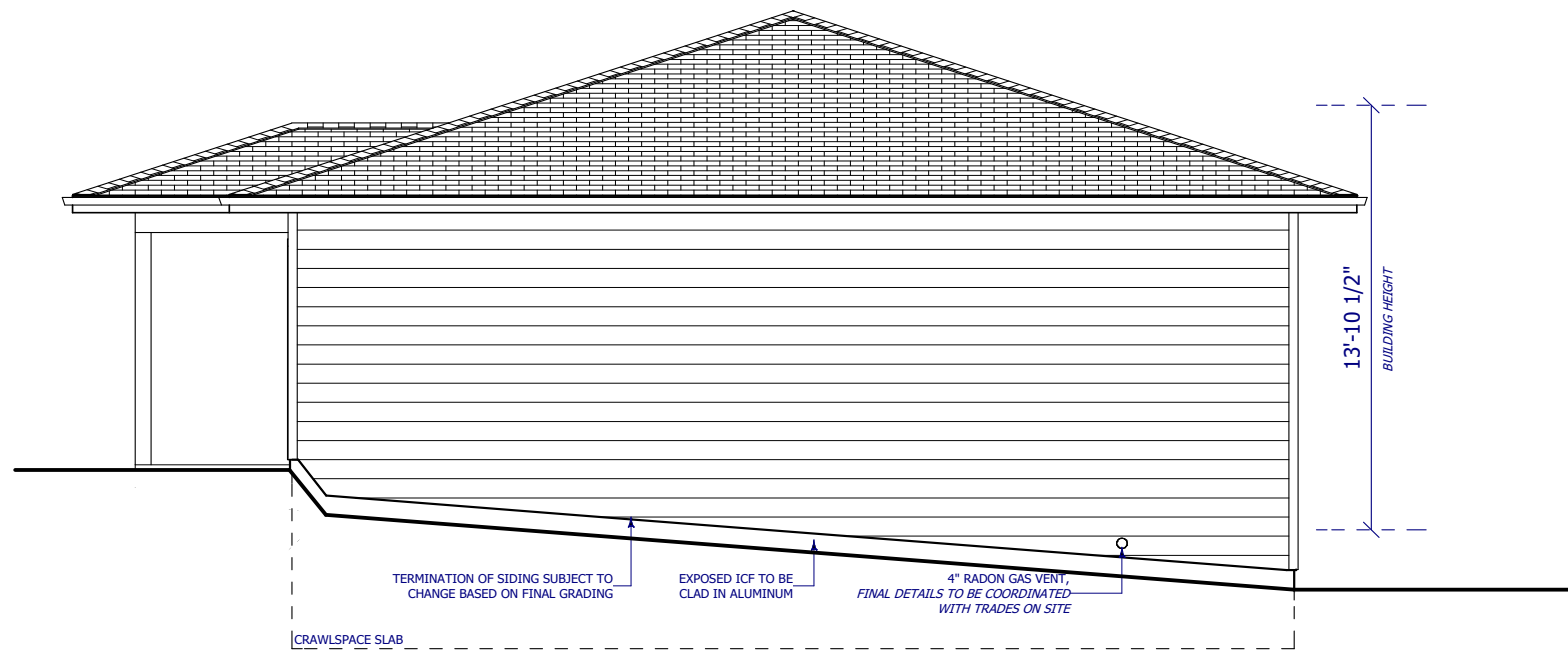 13'-10 1/2"
BUILDING HEIGHT
TERMINATION OF SIDING SUBJECT TO
CHANGE BASED ON FINAL GRADING
EXPOSED ICF TO BE
CLAD IN ALUMINUM
4" RADON GAS VENT,
FINAL DETAILS TO BE COORDINATED
WITH TRADES ON SITE
CRAWLSPACE SLAB